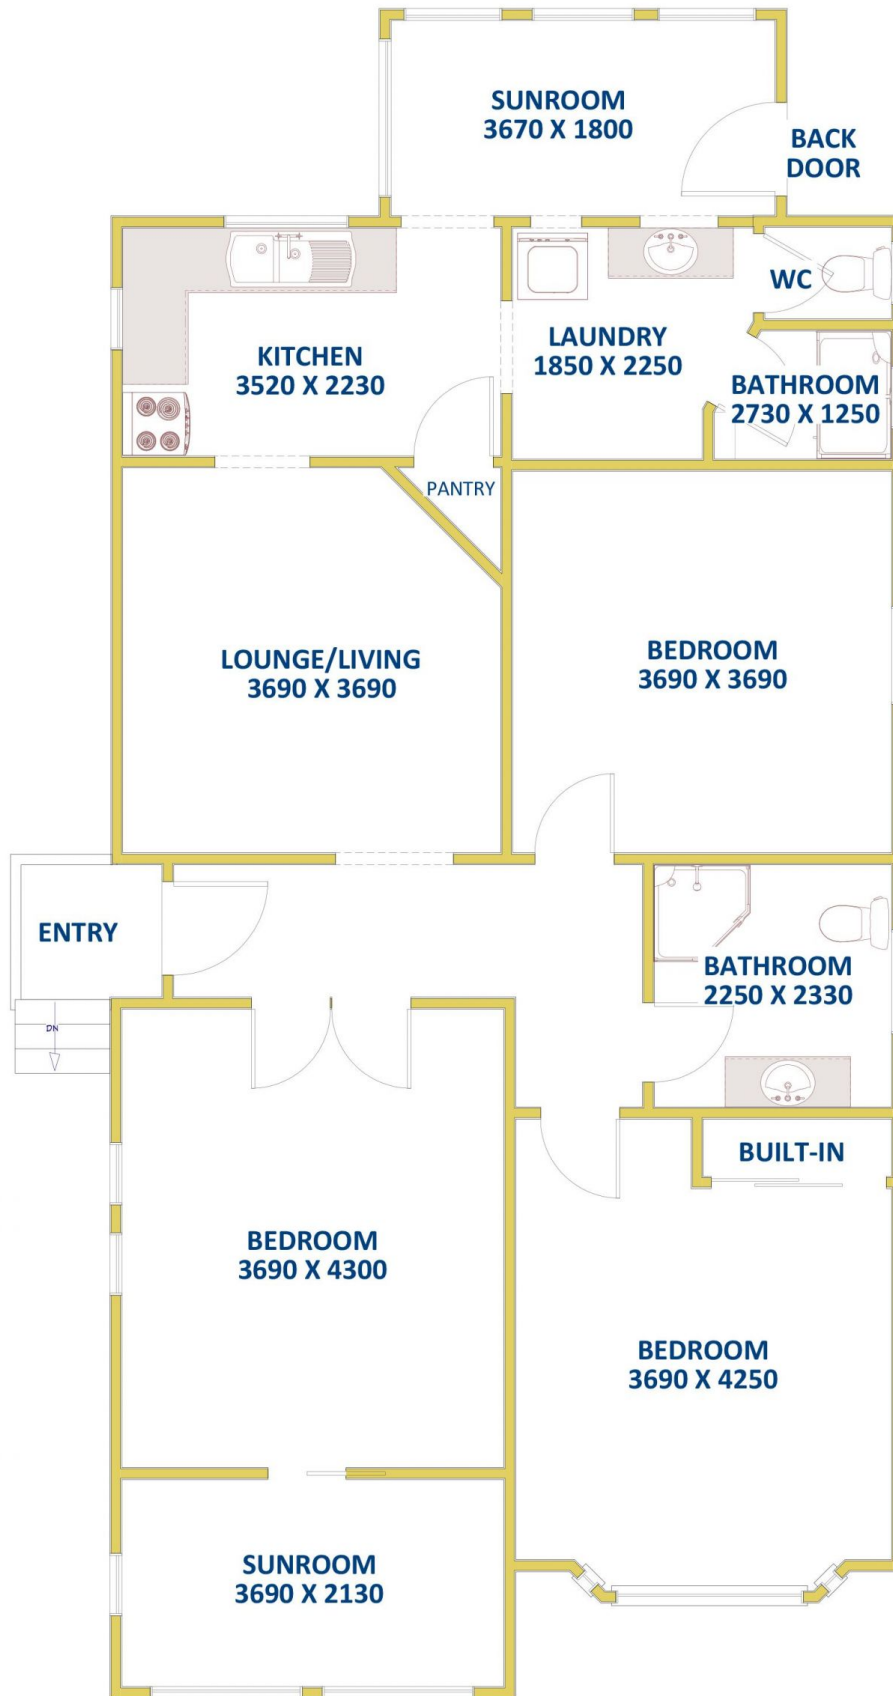 SUNROOM
3670 X 1800
BACK
DOOR
WC
KITCHEN
3520 X 2230
LAUNDRY
1850 X 2250
BATHROOM
2730 X 1250
PANTRY
LOUNGE/LIVING
3690 X 3690
BEDROOM
3690 X 3690
ENTRY
BATHROOM
2250 X 2330
DN
BUILT-IN
BEDROOM
3690 X 4300
BEDROOM
3690 X 4250
SUNROOM
3690 X 2130